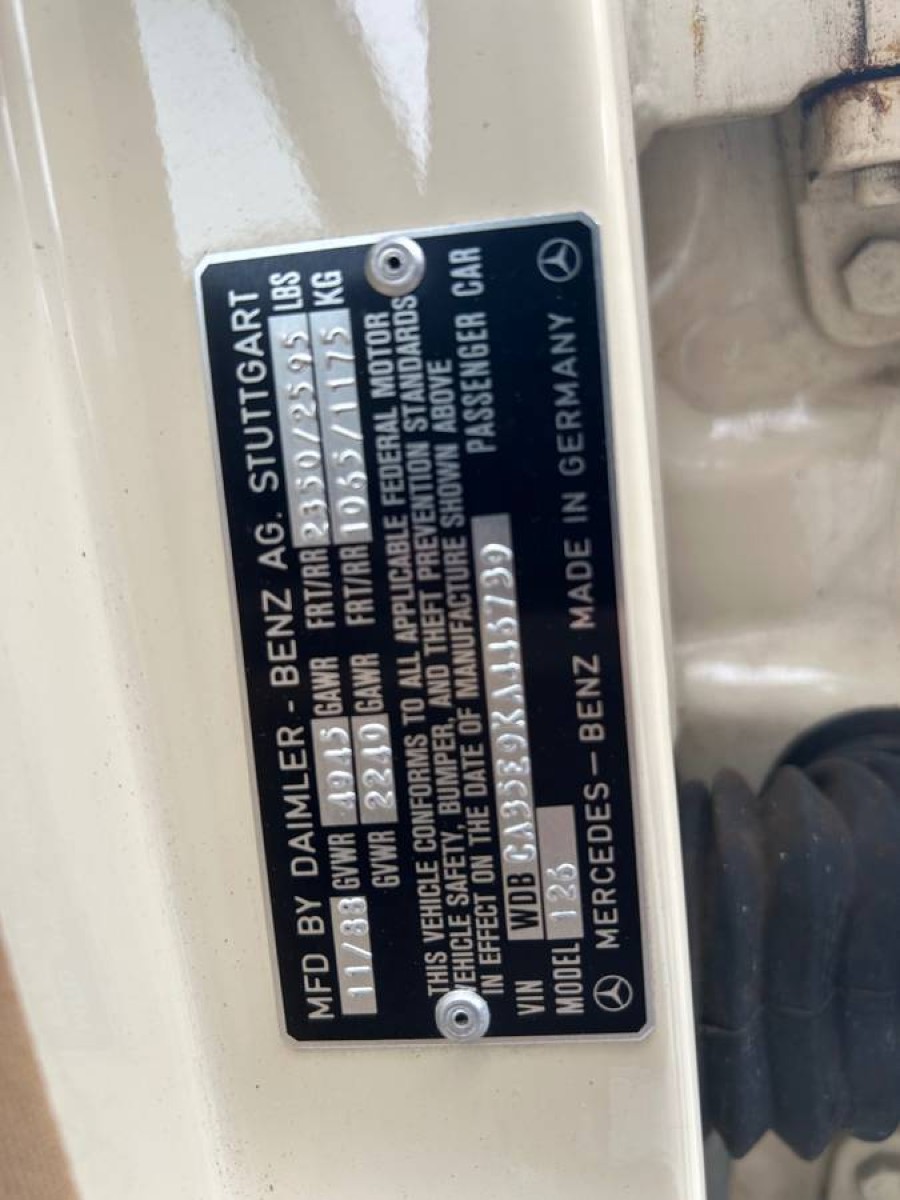 MFD BY DAIMLER - BENZ AG. STUTTGART
11/88 GVWR 4945 GAWR FRT/RR 2350/2595 LBS
GVWR 2240 GAWR FRT/RR 1065/1175 KG
THIS VEHICLE CONFORMS TO ALL APPLICABLE FEDERAL MOTOR
VEHICLE SAFETY, BUMPER, AND THEFT PREVENTION STANDARDS
IN EFFECT ON THE DATE OF MANUFACTURE SHOWN ABOVE
VIN WDB PASSENGER CAR
MODEL 126
MERCEDES – BENZ MADE IN GERMANY